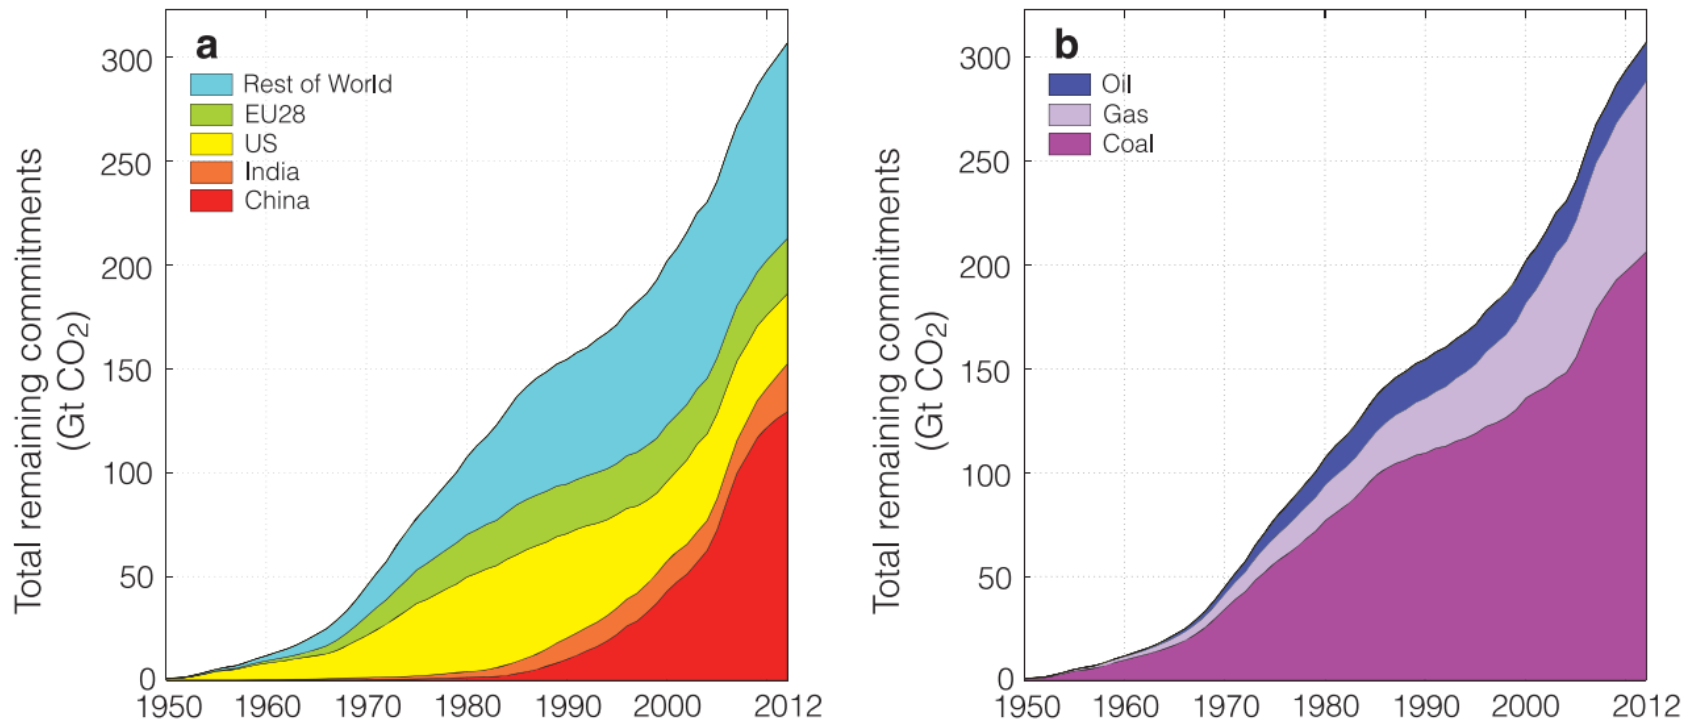 a
Rest of World
EU28
US
India
China
Total remaining commitments
(Gt CO2)
300
250
200
150
100
50
0
1950 1960 1970 1980 1990 2000 2012
b
Oil
Gas
Coal
Total remaining commitments
(Gt CO2)
300
250
200
150
100
50
0
1950 1960 1970 1980 1990 2000 2012